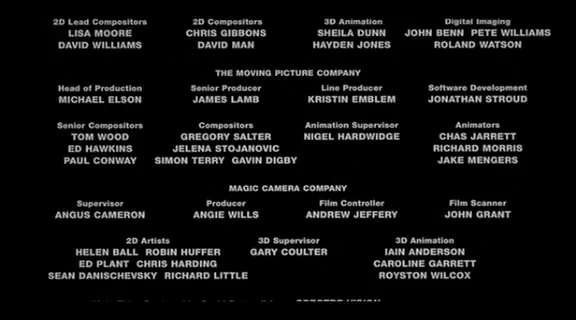 2D Lead Compositors 2D Compositors 3D Animation Digital Imaging
LISA MOORE CHRIS GIBBONS SHEILA DUNN JOHN BENN PETE WILLIAMS
DAVID WILLIAMS DAVID MAN HAYDEN JONES ROLAND WATSON
THE MOVING PICTURE COMPANY
Head of Production Senior Producer Line Producer Software Development
MICHAEL ELSON JAMES LAMB KRISTIN EMBLEM JONATHAN STROUD
Senior Compositors Compositors Animation Supervisor Animators
TOM WOOD GREGORY SALTER NIGEL HARDWIDGE CHAS JARRETT
ED HAWKINS JELENA STOJANOVIC RICHARD MORRIS
PAUL CONWAY SIMON TERRY GAVIN DIGBY JAKE MENGERS
MAGIC CAMERA COMPANY
Supervisor Producer Film Controller Film Scanner
ANGUS CAMERON ANGIE WILLS ANDREW JEFFERY JOHN GRANT
2D Artists 3D Supervisor 3D Animation
HELEN BALL ROBIN HUFFER GARY COULTER IAIN ANDERSON
ED PLANT CHRIS HARDING CAROLINE GARRETT
SEAN DANISCHEVSKY RICHARD LITTLE ROYSTON WILCOX